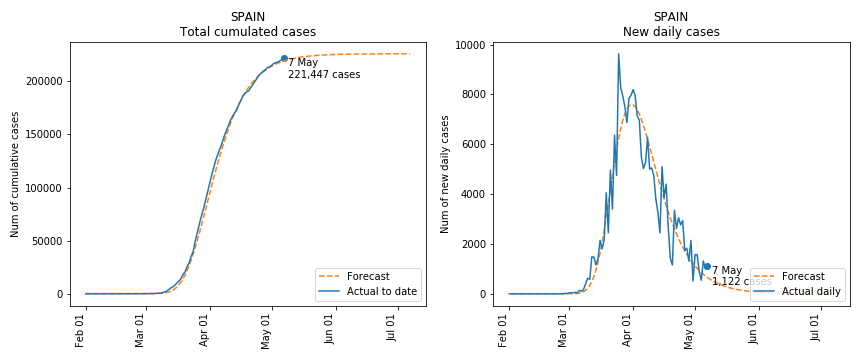 SPAIN
Total cumulated cases
Num of cumulative cases
200000
150000
100000
50000
0
7 May
221,447 cases
Forecast
Actual to date
Feb 01
Mar 01
Apr 01
May 01
Jun 01
Jul 01
SPAIN
New daily cases
Num of new daily cases
10000
8000
6000
4000
2000
0
7 May
1,122 cases
Forecast
Actual daily
Feb 01
Mar 01
Apr 01
May 01
Jun 01
Jul 01